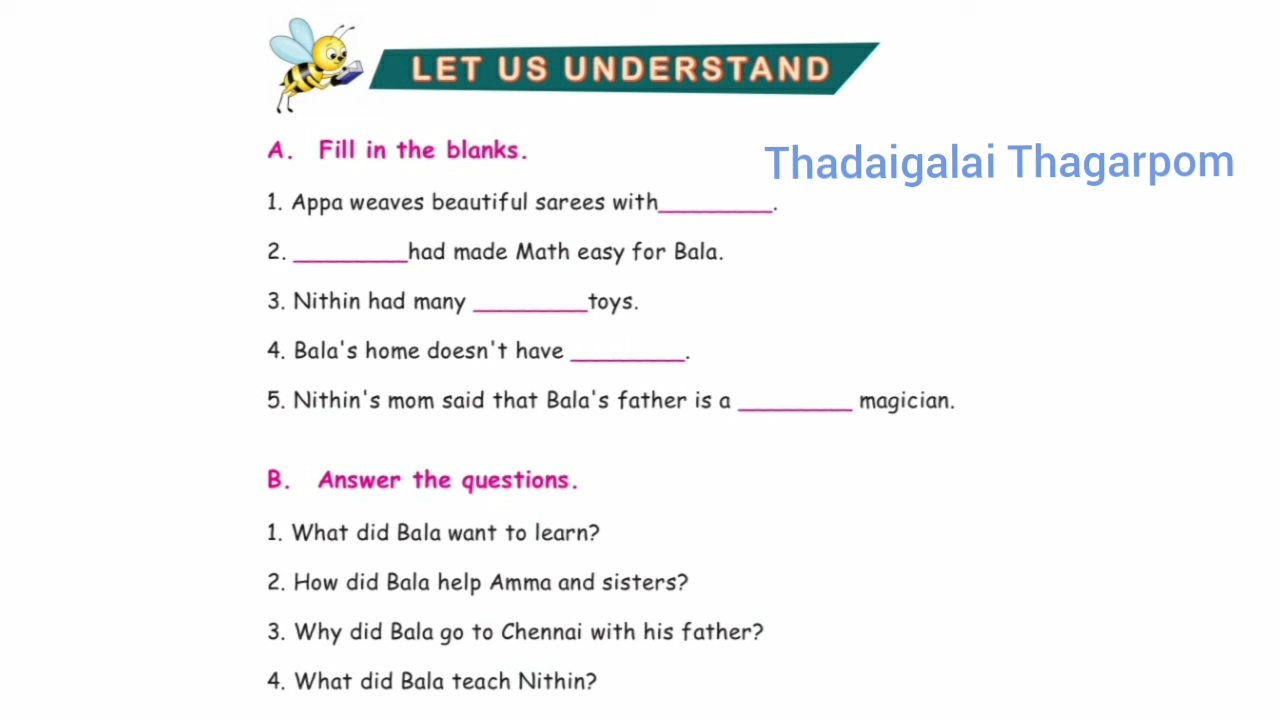 LET US UNDERSTAND
A. Fill in the blanks.
Thadaigalai Thagarpom
1. Appa weaves beautiful sarees with_________.
2. _________had made Math easy for Bala.
3. Nithin had many _________toys.
4. Bala's home doesn't have _________.
5. Nithin's mom said that Bala's father is a _________ magician.
B. Answer the questions.
1. What did Bala want to learn?
2. How did Bala help Amma and sisters?
3. Why did Bala go to Chennai with his father?
4. What did Bala teach Nithin?